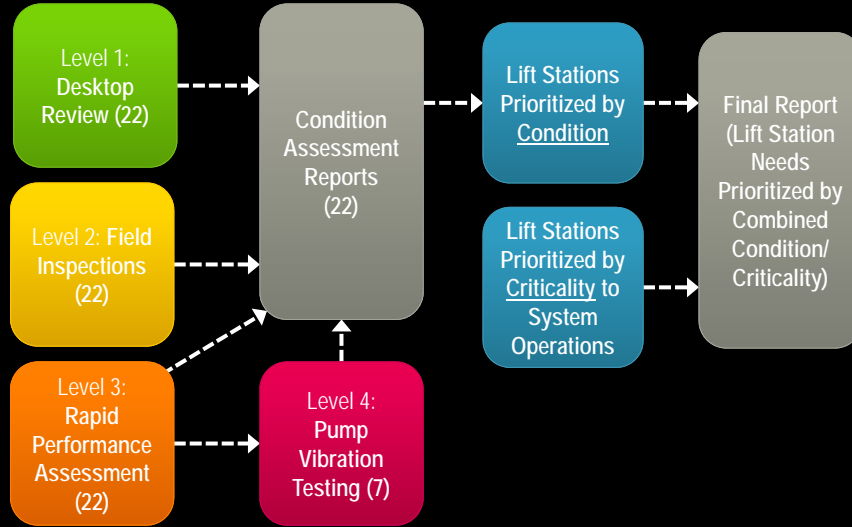 Level 1:
Desktop
Review (22)
Level 2: Field
Inspections
(22)
Level 3:
Rapid
Performance
Assessment
(22)
Condition
Assessment
Reports
(22)
Level 4:
Pump
Vibration
Testing (7)
Lift Stations
Prioritized by
Condition
Lift Stations
Prioritized by
Criticality to
System
Operations
Final Report
(Lift Station
Needs
Prioritized by
Combined
Condition/
Criticality)